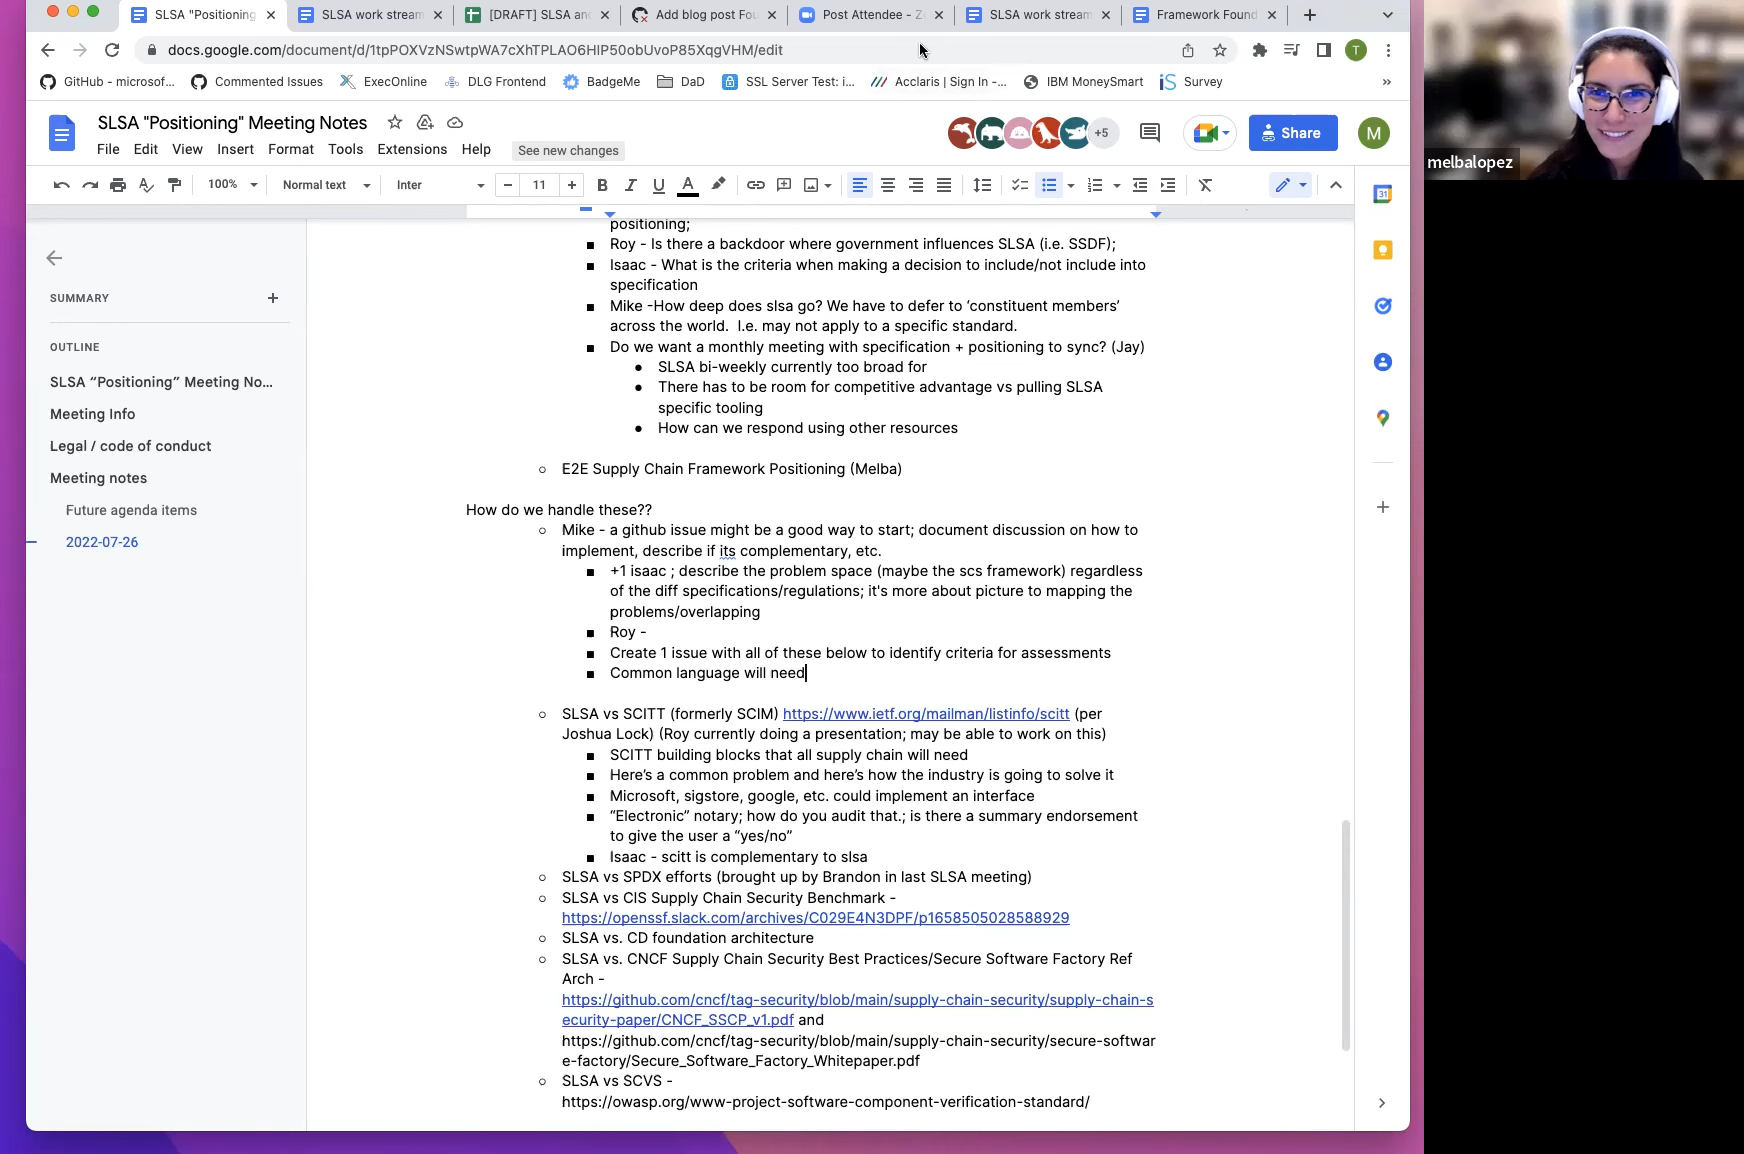 SLSA "Positioning"
SLSA work stream
[DRAFT] SLSA an
Add blog post Fou
Post Attendee - Z
SLSA work stream
Framework Found
docs.google.com/document/d/1tpPOXVzNSwtpWA7cXhTPLAO6HlP50obUvoP85XqgVHM/edit
T
GitHub - microsof...
Commented Issues
ExecOnline
DLG Frontend
BadgeMe
DaD
SSL Server Test: i...
Acclaris | Sign In -...
IBM MoneySmart
Survey
SLSA "Positioning" Meeting Notes
+5
Share
M
File Edit View Insert Format Tools Extensions Help
See new changes
100%
Normal text
Inter
11
B I U A
31
SUMMARY
OUTLINE
SLSA “Positioning” Meeting No...
Meeting Info
Legal / code of conduct
Meeting notes
Future agenda items
2022-07-26
positioning;
Roy - Is there a backdoor where government influences SLSA (i.e. SSDF);
Isaac - What is the criteria when making a decision to include/not include into
specification
Mike -How deep does slsa go? We have to defer to ‘constituent members’
across the world.  I.e. may not apply to a specific standard.
Do we want a monthly meeting with specification + positioning to sync? (Jay)
SLSA bi-weekly currently too broad for
There has to be room for competitive advantage vs pulling SLSA
specific tooling
How can we respond using other resources
E2E Supply Chain Framework Positioning (Melba)
How do we handle these??
Mike - a github issue might be a good way to start; document discussion on how to
implement, describe if its complementary, etc.
+1 isaac ; describe the problem space (maybe the scs framework) regardless
of the diff specifications/regulations; it's more about picture to mapping the
problems/overlapping
Roy -
Create 1 issue with all of these below to identify criteria for assessments
Common language will need
SLSA vs SCITT (formerly SCIM) https://www.ietf.org/mailman/listinfo/scitt (per
Joshua Lock) (Roy currently doing a presentation; may be able to work on this)
SCITT building blocks that all supply chain will need
Here’s a common problem and here’s how the industry is going to solve it
Microsoft, sigstore, google, etc. could implement an interface
“Electronic” notary; how do you audit that.; is there a summary endorsement
to give the user a “yes/no”
Isaac - scitt is complementary to slsa
SLSA vs SPDX efforts (brought up by Brandon in last SLSA meeting)
SLSA vs CIS Supply Chain Security Benchmark -
https://openssf.slack.com/archives/C029E4N3DPF/p1658505028588929
SLSA vs. CD foundation architecture
SLSA vs. CNCF Supply Chain Security Best Practices/Secure Software Factory Ref
Arch -
https://github.com/cncf/tag-security/blob/main/supply-chain-security/supply-chain-s
ecurity-paper/CNCF_SSCP_v1.pdf and
https://github.com/cncf/tag-security/blob/main/supply-chain-security/secure-softwar
e-factory/Secure_Software_Factory_Whitepaper.pdf
SLSA vs SCVS -
https://owasp.org/www-project-software-component-verification-standard/
melbalopez